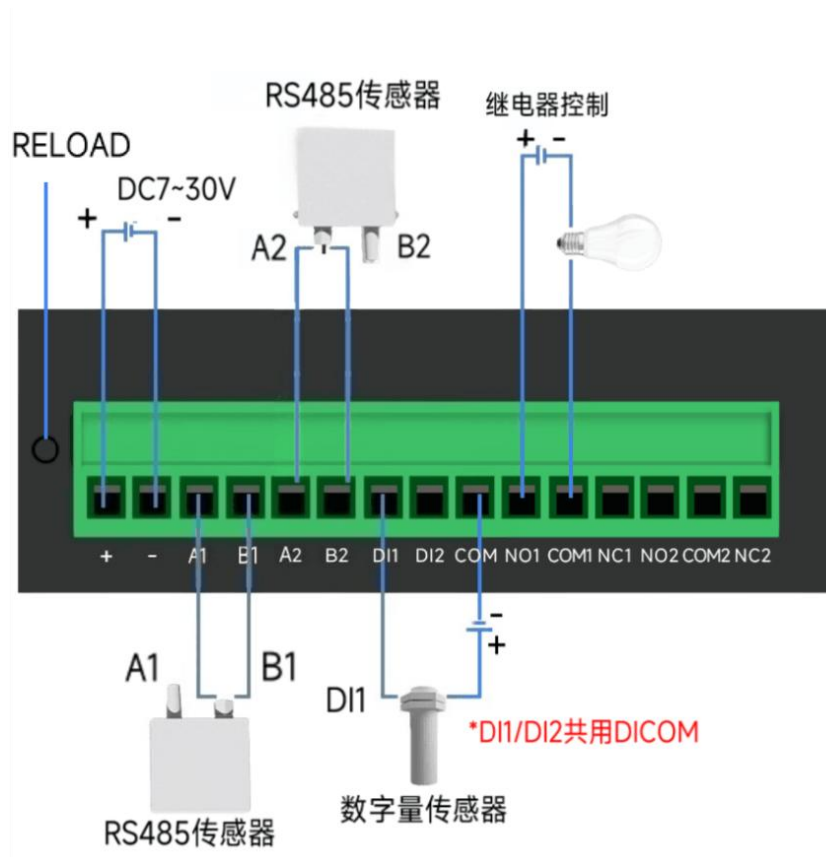 RS485传感器
继电器控制
RELOAD
+ -
DC7~30V
+ -
A2 B2
+ - A1 B1 A2 B2 DI1 DI2 COM NO1 COM1 NC1 NO2 COM2 NC2
-
+
A1 B1
DI1
*DI1/DI2共用DICOM
数字量传感器
RS485传感器